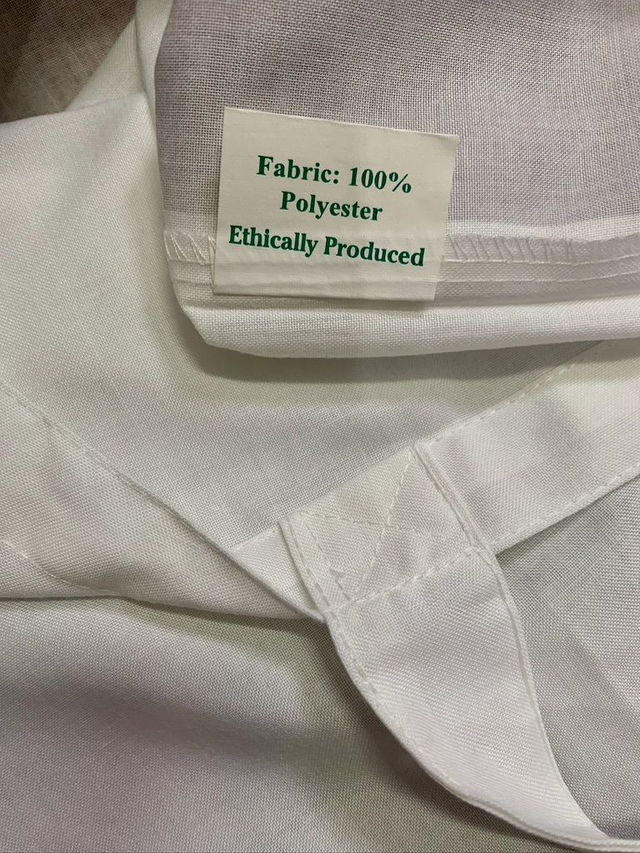 Fabric: 100%
Polyester
Ethically Produced